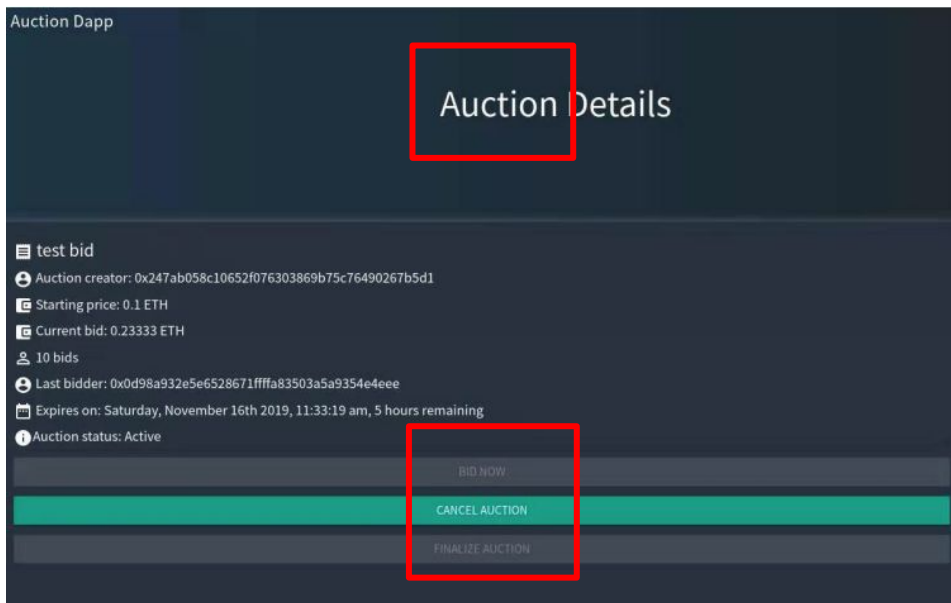 Auction Dapp
Auction Details
test bid
Auction creator: 0x247ab058c10652f076303869b75c76490267b5d1
Starting price: 0.1 ETH
Current bid: 0.23333 ETH
10 bids
Last bidder: 0x0d98a932e5e6528671ffffa83503a5a9354e4eee
Expires on: Saturday, November 16th 2019, 11:33:19 am, 5 hours remaining
Auction status: Active
BID NOW
CANCEL AUCTION
FINALIZE AUCTION